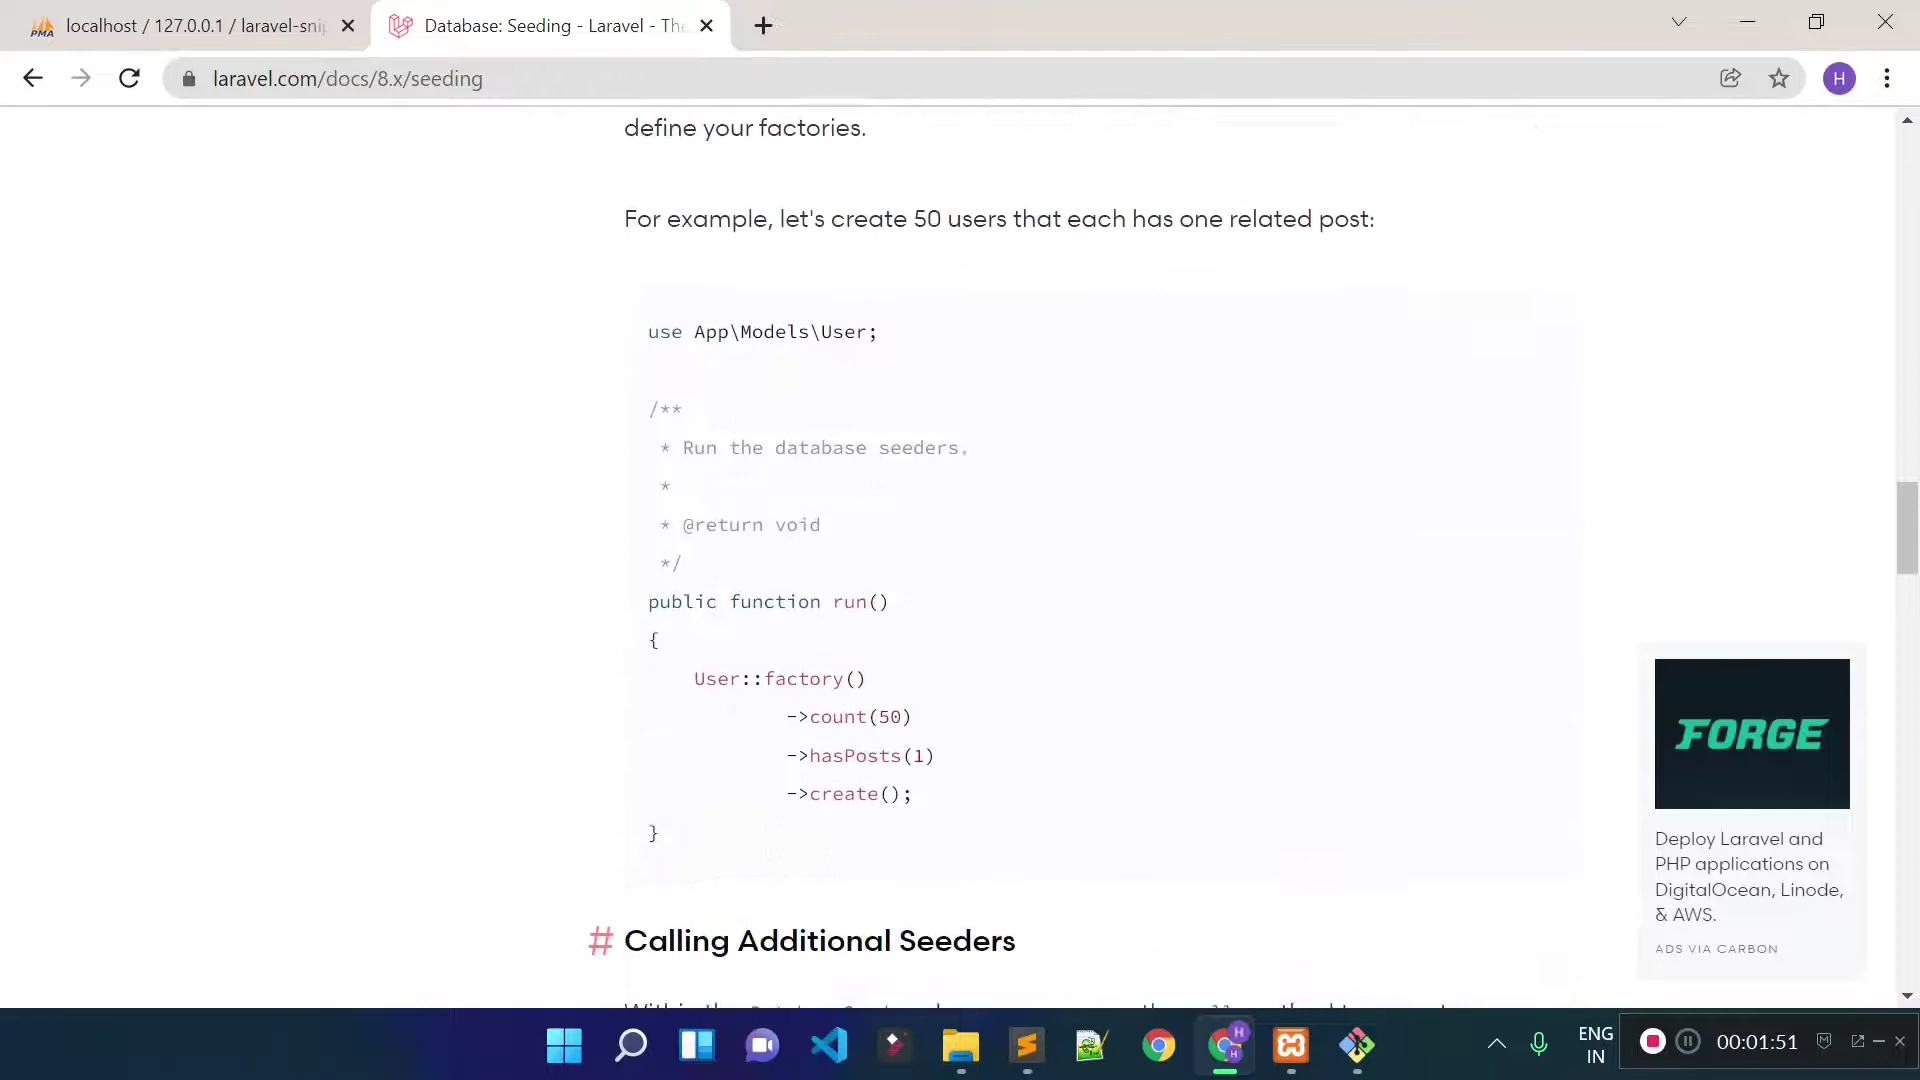 localhost / 127.0.0.1 / laravel-sni
Database: Seeding - Laravel - The
laravel.com/docs/8.x/seeding
H
define your factories.
For example, let's create 50 users that each has one related post:
use App\Models\User;
/**
* Run the database seeders.
*
* @return void
*/
public function run()
{
User::factory()
->count(50)
->hasPosts(1)
->create();
}
FORGE
Deploy Laravel and
PHP applications on
DigitalOcean, Linode,
& AWS.
ADS VIA CARBON
# Calling Additional Seeders
ENG
IN
00:01:51